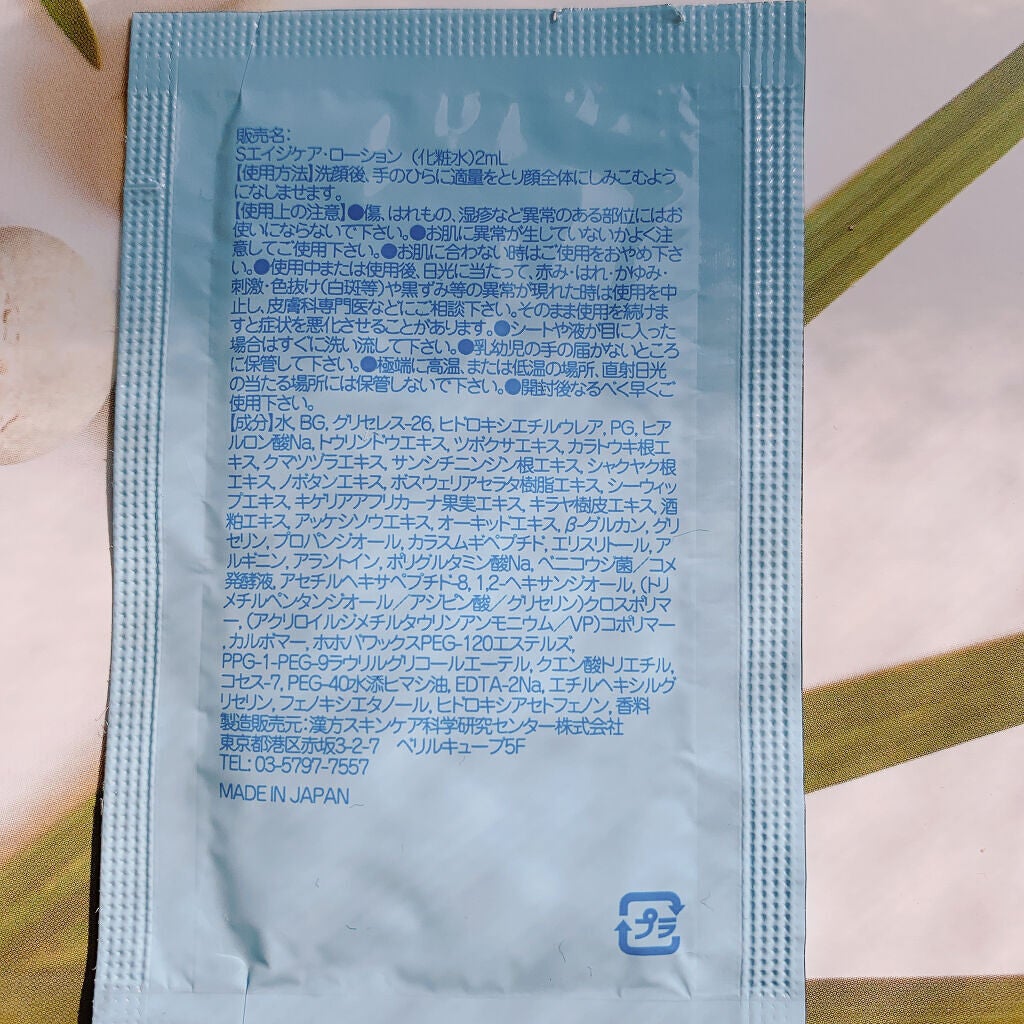 販売名:
Sエイジケア・ローション (化粧水)2mL
【使用方法】洗顔後、手のひらに適量をとり顔全体にしみこむよう
になじませます。
【使用上の注意】●傷、はれもの、湿疹など異常のある部位にはお
使いにならないで下さい。●お肌に異常が生じていないかよく注
意してご使用下さい。●お肌に合わない時はご使用をおやめ下さ
い。●使用中または使用後、日光に当たって、赤み・はれ・かゆみ・
刺激・色抜け(白斑等)や黒ずみ等の異常が現れた時は使用を中
止し、皮膚科専門医などにご相談下さい。そのまま使用を続けま
すと症状を悪化させることがあります。●シートや液が目に入った
場合はすぐに洗い流して下さい。●乳幼児の手の届かないところ
に保管して下さい。●極端に高温、または低温の場所、直射日光
の当たる場所には保管しないで下さい。●開封後なるべく早くご
使用下さい。
【成分】水, BG, グリセレス-26, ヒドロキシエチルウレア, PG, ヒア
ルロン酸Na, トウリンドウエキス, ツボクサエキス, カラトウキ根エ
キス, クマツヅラエキス, サンシチニンジン根エキス, シャクヤク根
エキス, ノボタンエキス, ボスウェリアセラタ樹脂エキス, シーウィッ
プエキス, キゲリアアフリカーナ果実エキス, キラヤ樹皮エキス, 酒
粕エキス, アッケシソウエキス, オーキットエキス, β-グルカン, グリ
セリン, プロパンジオール, カラスムギペプチド, エリスリトール, ア
ルギニン, アラントイン, ポリグルタミン酸Na, ベニコウジ菌/コメ
発酵液, アセチルヘキサペプチド-8, 1,2-ヘキサンジオール, (トリ
メチルペンタンジオール/アジピン酸/グリセリン)クロスポリマ
ー, (アクリロイルジメチルタウリンアンモニウム/VP)コポリマー
, カルボマー, ホホバワックスPEG-120エステルズ,
PPG-1-PEG-9ラウリルグリコールエーテル, クエン酸トリエチル,
コセス-7, PEG-40水添ヒマシ油, EDTA-2Na, エチルヘキシルグ
リセリン, フェノキシエタノール, ヒドロキシアセトフェノン, 香料
製造販売元:漢方スキンケア科学研究センター株式会社
東京都港区赤坂3-2-7 ベリルキューブ5F
TEL: 03-5797-7557
MADE IN JAPAN
プラ